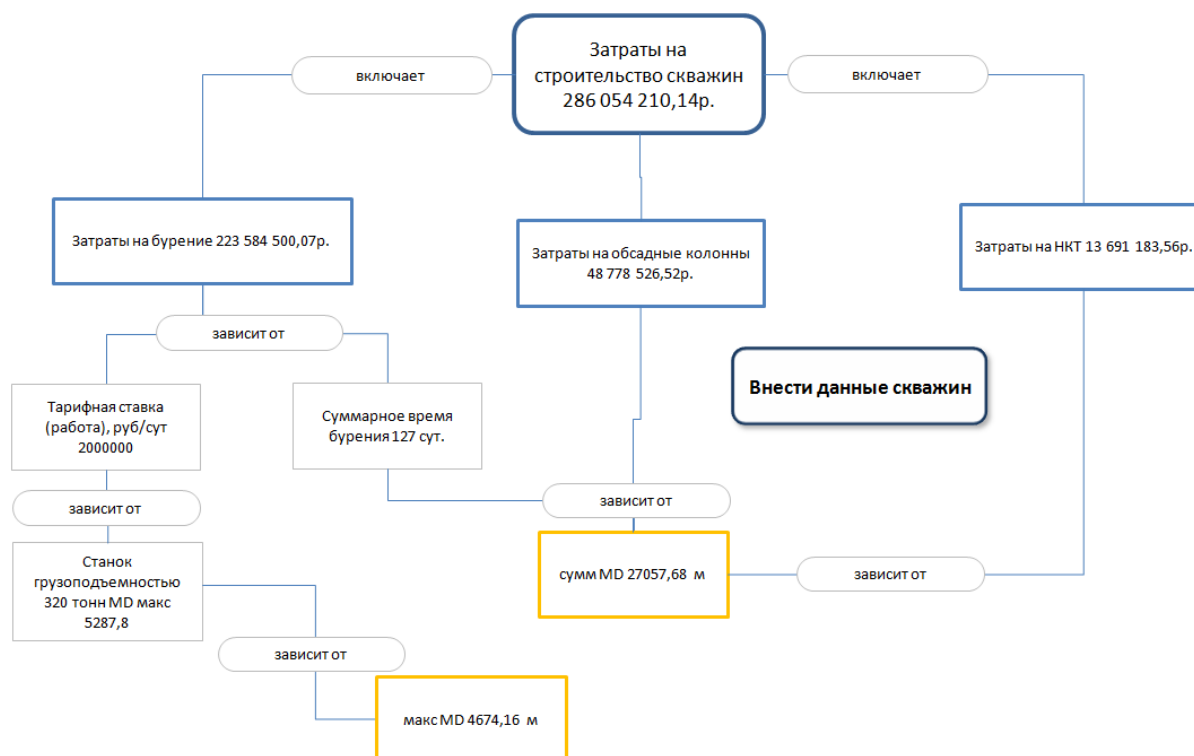 Затраты на
строительство скважин
286 054 210,14р.
включает
включает
Затраты на бурение 223 584 500,07р.
Затраты на обсадные колонны
48 778 526,52р.
Затраты на НКТ 13 691 183,56р.
зависит от
Внести данные скважин
Тарифная ставка
(работа), руб/сут
2000000
Суммарное время
бурения 127 сут.
зависит от
зависит от
Станок
грузоподъемностью
320 тонн MD макс
5287,8
сумм MD 27057,68 м
зависит от
зависит от
макс MD 4674,16 м